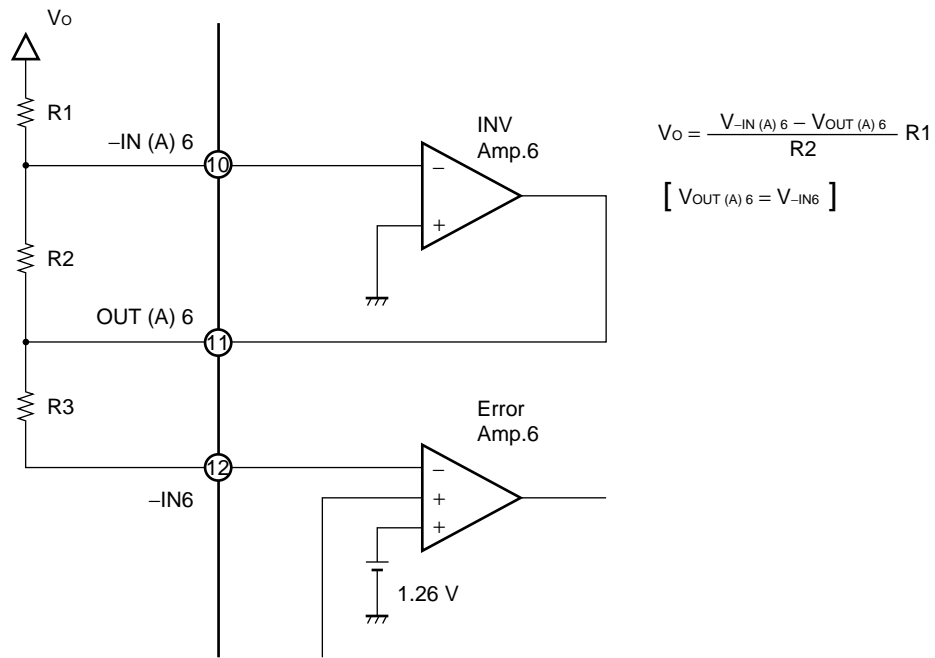 VO
R1
–IN (A) 6
10
R2
OUT (A) 6
11
R3
12
–IN6
INV
Amp.6
−
+
Error
Amp.6
−
+
+
1.26 V
VO = V–IN (A) 6 – VOUT (A) 6 / R2 R1
[ VOUT (A) 6 = V–IN6 ]